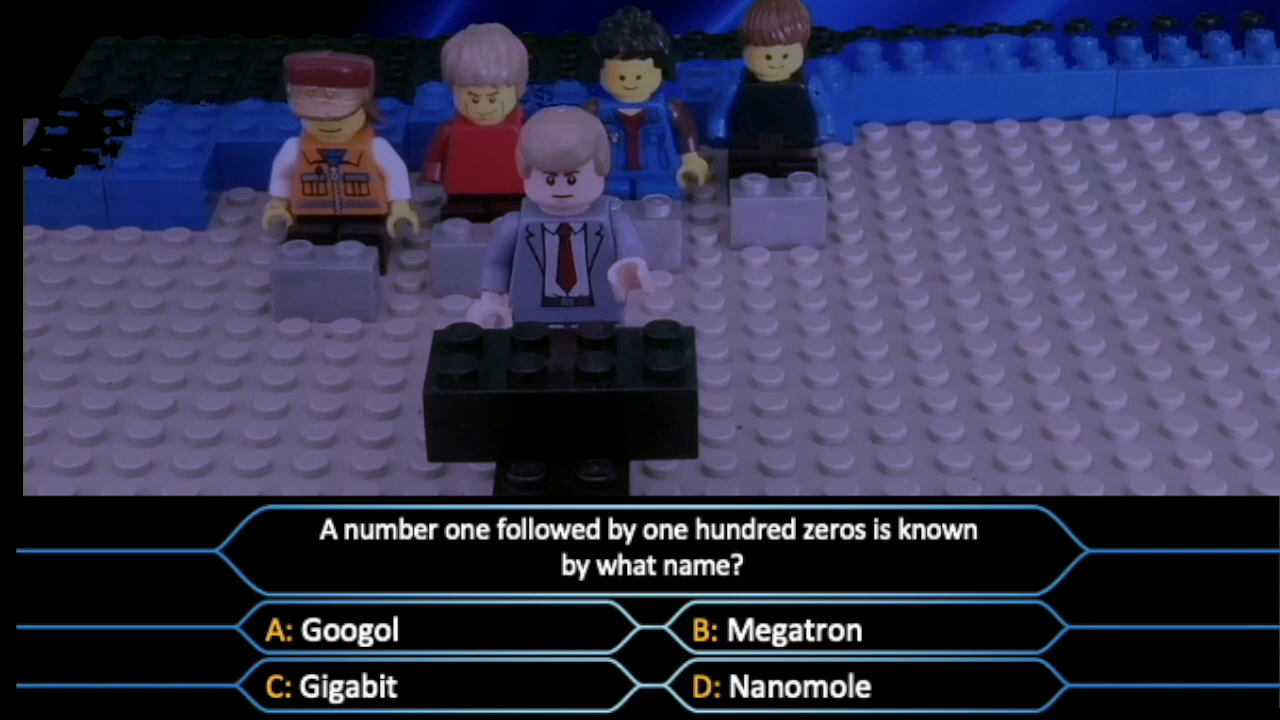 A number one followed by one hundred zeros is known
by what name?
A: Googol
B: Megatron
C: Gigabit
D: Nanomole